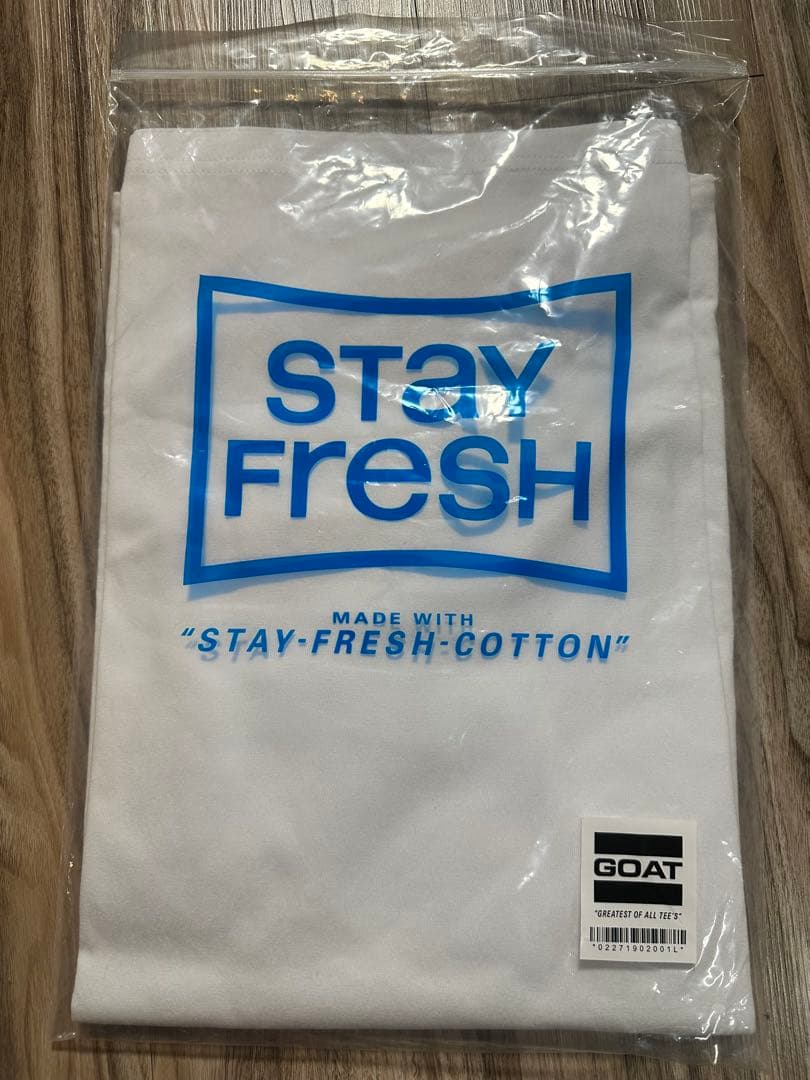 STaY
FreSH
MADE WITH
"STAY-FRESH-COTTON"
GOAT
"GREATEST OF ALL TEE'S"
*02271902001L*